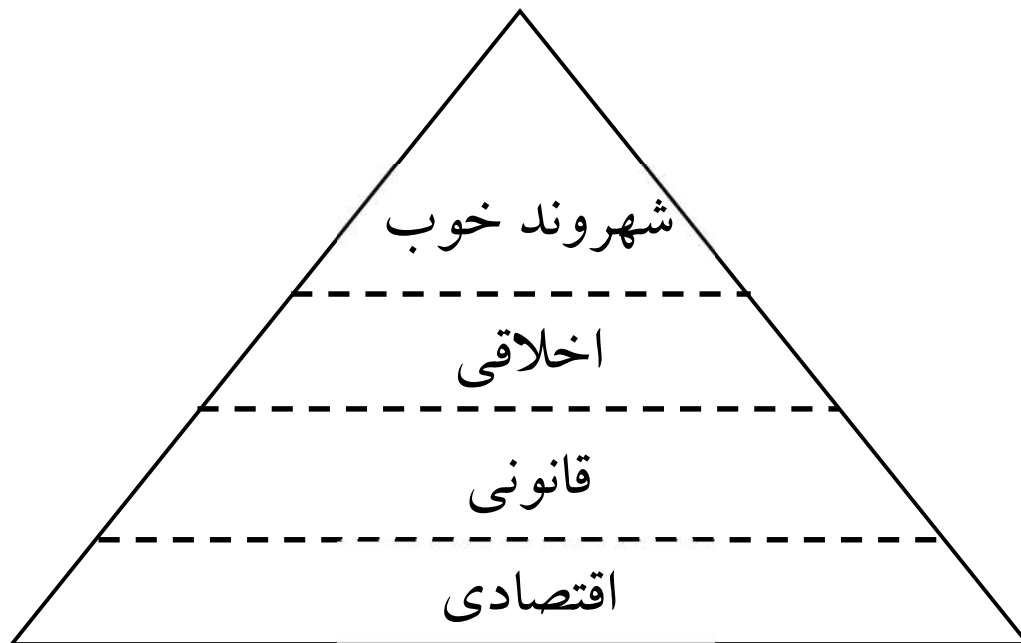 شهروند خوب
اخلاقی
قانونی
اقتصادی